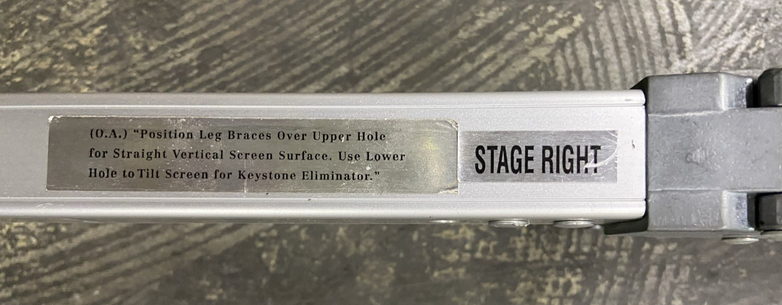 (O.A.) "Position Leg Braces Over Upper Hole
for Straight Vertical Screen Surface. Use Lower
Hole to Tilt Screen for Keystone Eliminator."
STAGE RIGHT